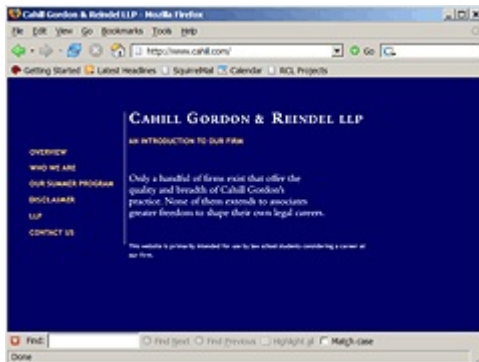 Cahill Gordon & Reindel LLP - Mozilla Firefox
File Edit View Go Bookmarks Tools Help
http://www.cahill.com/ Go
Getting Started Latest Headlines SquirrelMail Calendar RCL Projects
CAHILL GORDON & REINDEL LLP
AN INTRODUCTION TO OUR FIRM
OVERVIEW
WHO WE ARE
OUR SUMMER PROGRAM
DISCLAIMER
LLP
CONTACT US
Only a handful of firms exist that offer the
quality and breadth of Cahill Gordon's
practice. None of them extends to associates
greater freedom to shape their own legal careers.
This website is primarily intended for use by law school students considering a career at
our firm.
Find: Find Next Find Previous Highlight all Match case
Done